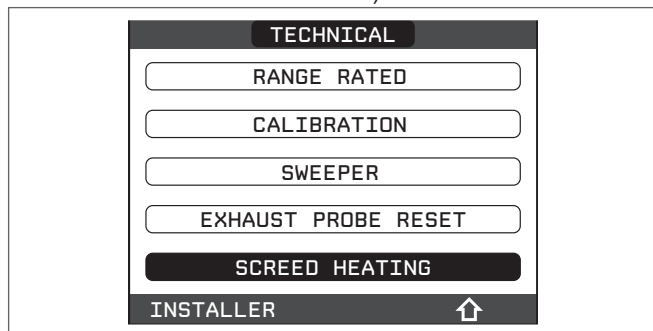 TECHNICAL
RANGE RATED
CALIBRATION
SWEEPER
EXHAUST PROBE RESET
SCREED HEATING
INSTALLER